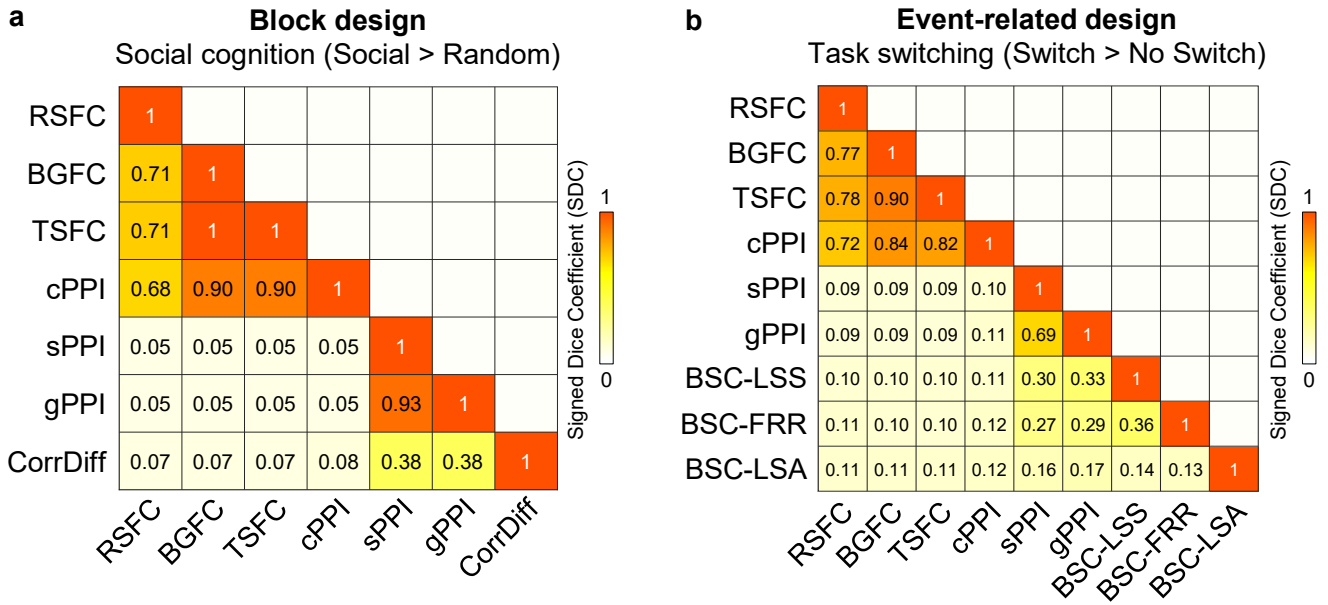 a
Block design
Social cognition (Social > Random)
RSFC 1
BGFC 0.71 1
TSFC 0.71 1 1
cPPI 0.68 0.90 0.90 1
sPPI 0.05 0.05 0.05 0.05 1
gPPI 0.05 0.05 0.05 0.05 0.93 1
CorrDiff 0.07 0.07 0.07 0.08 0.38 0.38 1
RSFC BGFC TSFC cPPI sPPI gPPI CorrDiff
1
Signed Dice Coefficient (SDC)
0
b
Event-related design
Task switching (Switch > No Switch)
RSFC 1
BGFC 0.77 1
TSFC 0.78 0.90 1
cPPI 0.72 0.84 0.82 1
sPPI 0.09 0.09 0.09 0.10 1
gPPI 0.09 0.09 0.09 0.11 0.69 1
BSC-LSS 0.10 0.10 0.10 0.11 0.30 0.33 1
BSC-FRR 0.11 0.10 0.10 0.12 0.27 0.29 0.36 1
BSC-LSA 0.11 0.11 0.11 0.12 0.16 0.17 0.14 0.13 1
RSFC BGFC TSFC cPPI sPPI gPPI BSC-LSS BSC-FRR BSC-LSA
1
Signed Dice Coefficient (SDC)
0